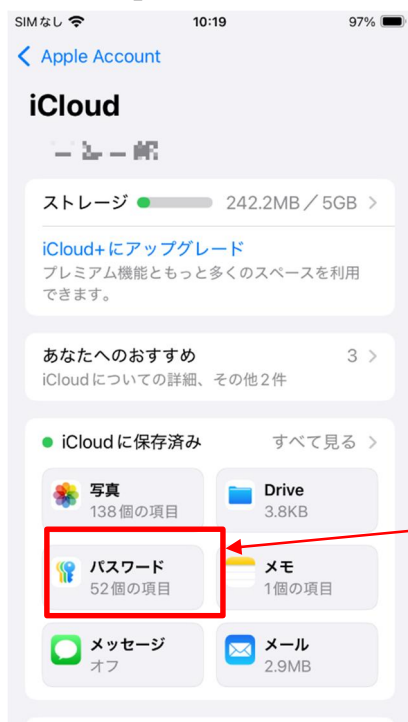 SIMなし 10:19 97%
Apple Account
iCloud
ストレージ 242.2MB / 5GB
iCloud+にアップグレード
プレミアム機能ともっと多くのスペースを利用
できます。
あなたへのおすすめ 3
iCloudについての詳細、その他2件
iCloudに保存済み すべて見る
写真 Drive
138個の項目 3.8KB
パスワード メモ
52個の項目 1個の項目
メッセージ メール
オフ 2.9MB